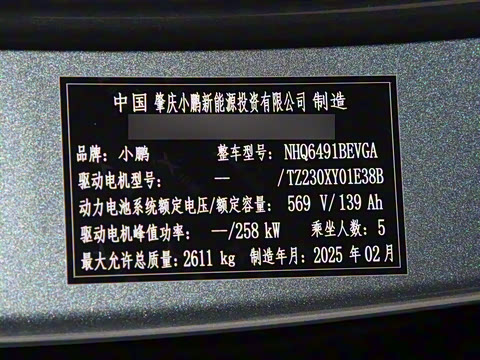 中国 肇庆小鹏新能源投资有限公司 制造
品牌：小鹏 整车型号：NHQ6491BEVGA
驱动电机型号： —/TZ230XY01E38B
动力电池系统额定电压/额定容量：569 V/139 Ah
驱动电机峰值功率： —/258 kW 乘坐人数：5
最大允许总质量：2611 kg 制造年月：2025 年 02 月